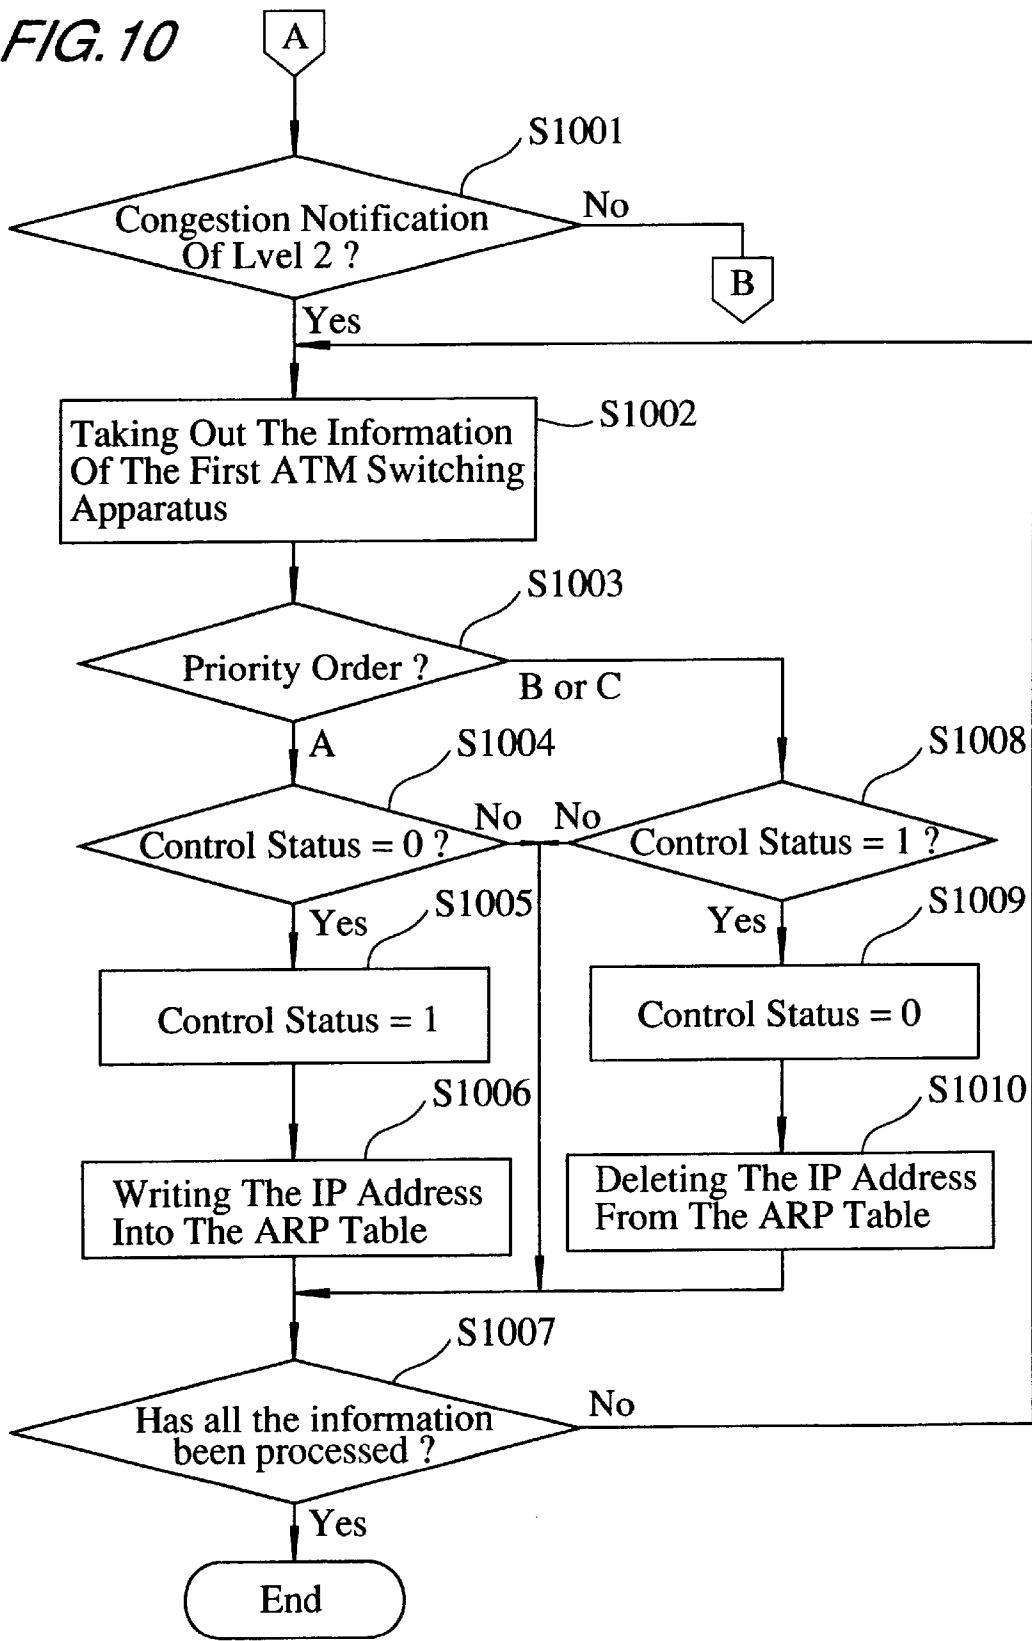 FIG. 10
A
S1001
Congestion Notification
Of Lvel 2 ?
No
B
Yes
S1002
Taking Out The Information
Of The First ATM Switching
Apparatus
S1003
Priority Order ?
B or C
A
S1004
S1008
Control Status = 0 ?
No
No
Control Status = 1 ?
Yes
S1005
Yes
S1009
Control Status = 1
Control Status = 0
S1006
S1010
Writing The IP Address
Into The ARP Table
Deleting The IP Address
From The ARP Table
S1007
Has all the information
been processed ?
No
Yes
End